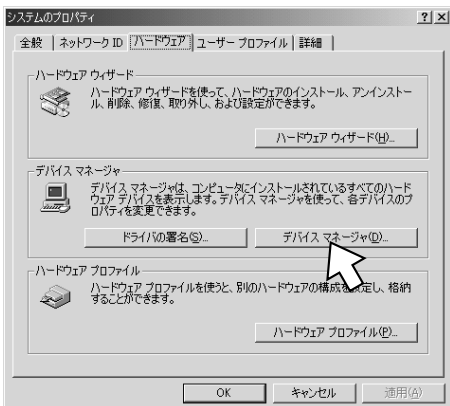 システムのプロパティ
全般 ネットワーク ID ハードウェア ユーザー プロファイル 詳細
ハードウェア ウィザード
ハードウェア ウィザードを使って、ハードウェアのインストール、アンインストー
ル、削除、修復、取り外し、および設定ができます。
ハードウェア ウィザード(H)...
デバイス マネージャ
デバイス マネージャは、コンピュータにインストールされているすべてのハード
ウェア デバイスを表示します。デバイス マネージャを使って、各デバイスのプ
ロパティを変更できます。
ドライバの署名(S)... デバイス マネージャ(D)...
ハードウェア プロファイル
ハードウェア プロファイルを使うと、別のハードウェアの構成を設定し、格納
することができます。
ハードウェア プロファイル(P)...
OK キャンセル 適用(A)